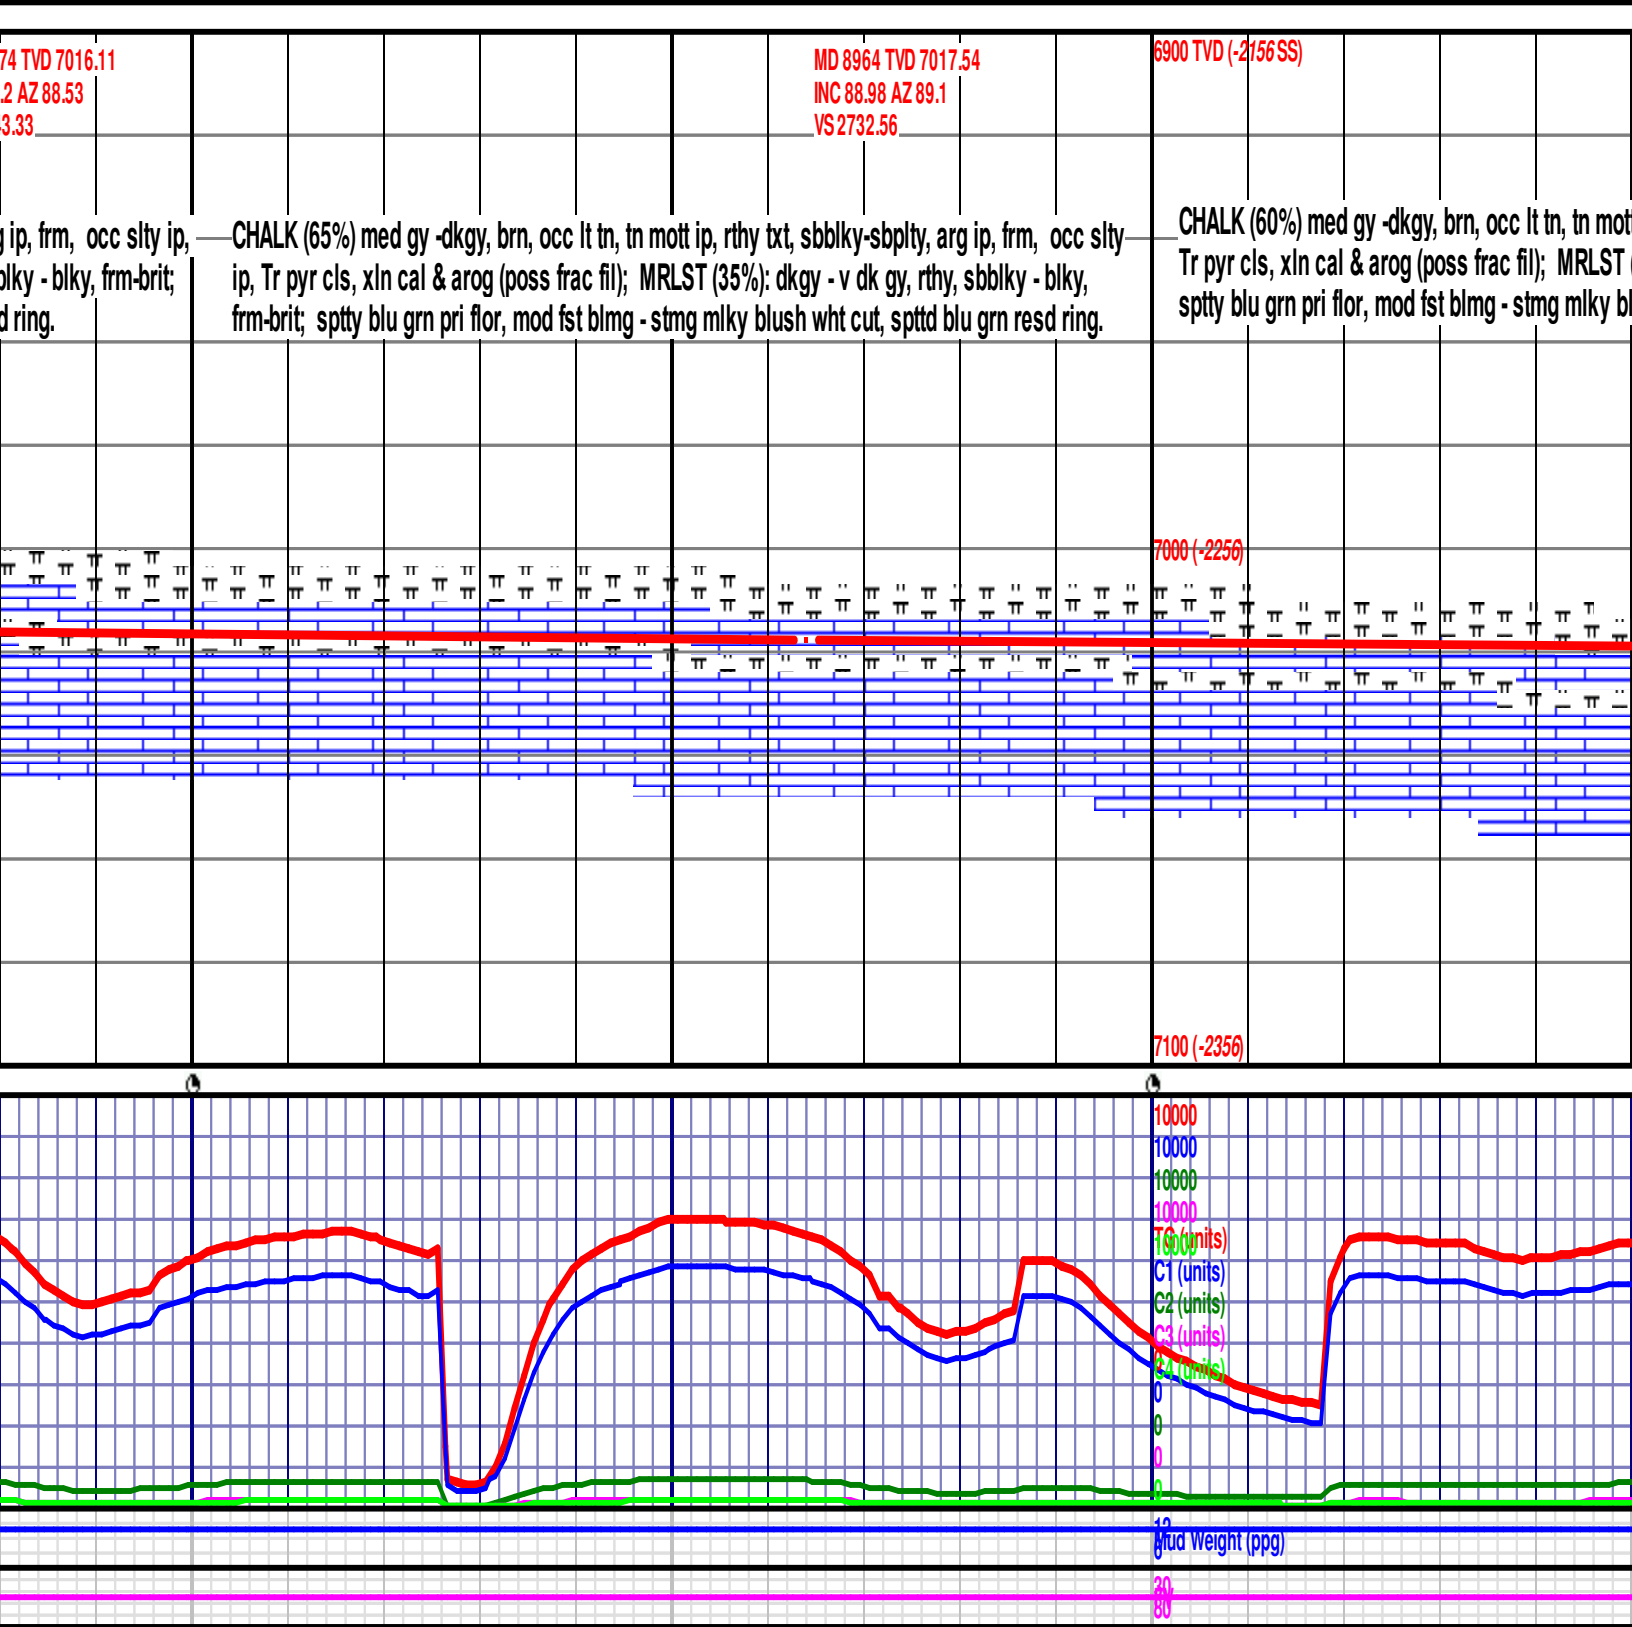 74 TVD 7016.11
.2 AZ 88.53
3.33
MD 8964 TVD 7017.54
INC 88.98 AZ 89.1
VS 2732.56
6900 TVD (-2156 SS)
ip, frm, occ slty ip,
blky - blky, frm-brit;
d ring.
CHALK (65%) med gy -dkgy, brn, occ lt tn, tn mott ip, rthy txt, sbblky-sbplty, arg ip, frm, occ slty
ip, Tr pyr cls, xln cal & arog (poss frac fil); MRLST (35%): dkgy - v dk gy, rthy, sbblky - blky,
frm-brit; sptty blu grn pri flor, mod fst blmg - stmg mlky blush wht cut, spttd blu grn resd ring.
CHALK (60%) med gy -dkgy, brn, occ lt tn, tn mott
Tr pyr cls, xln cal & arog (poss frac fil); MRLST (
sptty blu grn pri flor, mod fst blmg - stmg mlky bl
7000 (-2256)
7100 (-2356)
10000
10000
10000
10000
10000
TG (units)
C1 (units)
C2 (units)
C3 (units)
C4 (units)
0
0
0
0
12
Mud Weight (ppg)
30
80